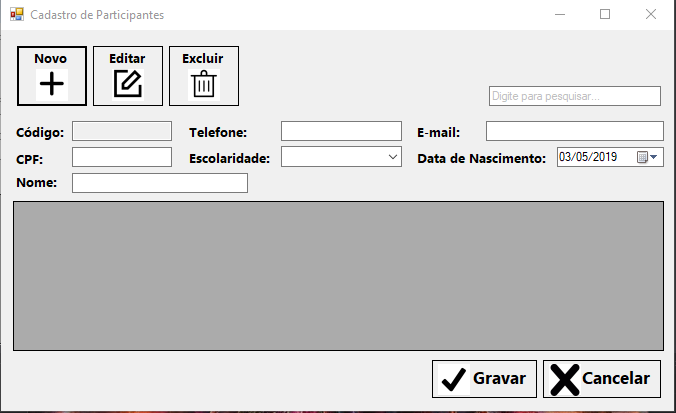 Cadastro de Participantes
Novo Editar Excluir
Digite para pesquisar...
Código: Telefone: E-mail:
CPF: Escolaridade: Data de Nascimento: 03/05/2019
Nome:
Gravar Cancelar